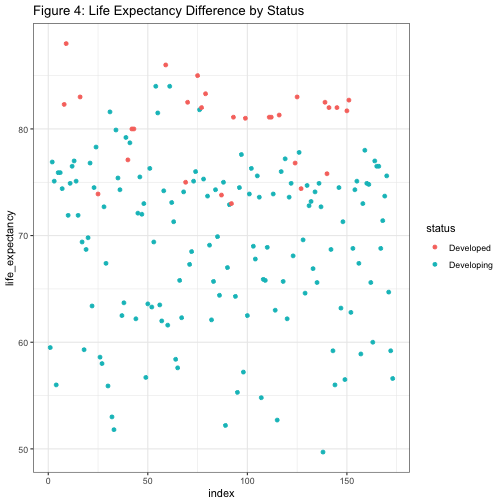 Figure 4: Life Expectancy Difference by Status
life_expectancy
80
70
60
50
0
50
100
150
index
status
Developed
Developing